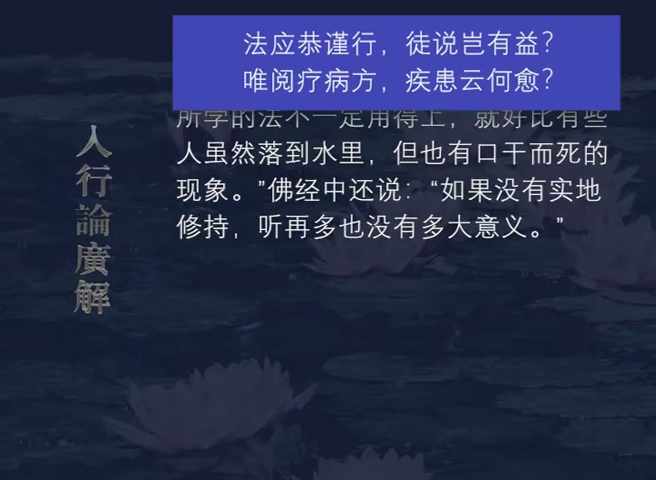 法应恭谨行，徒说岂有益？
唯阅疗病方，疾患云何愈？
所学的法不一定用得上，就好比有些
人虽然落到水里，但也有口干而死的
现象。”佛经中还说：“如果没有实地
修持，听再多也没有多大意义。”
入行論廣解